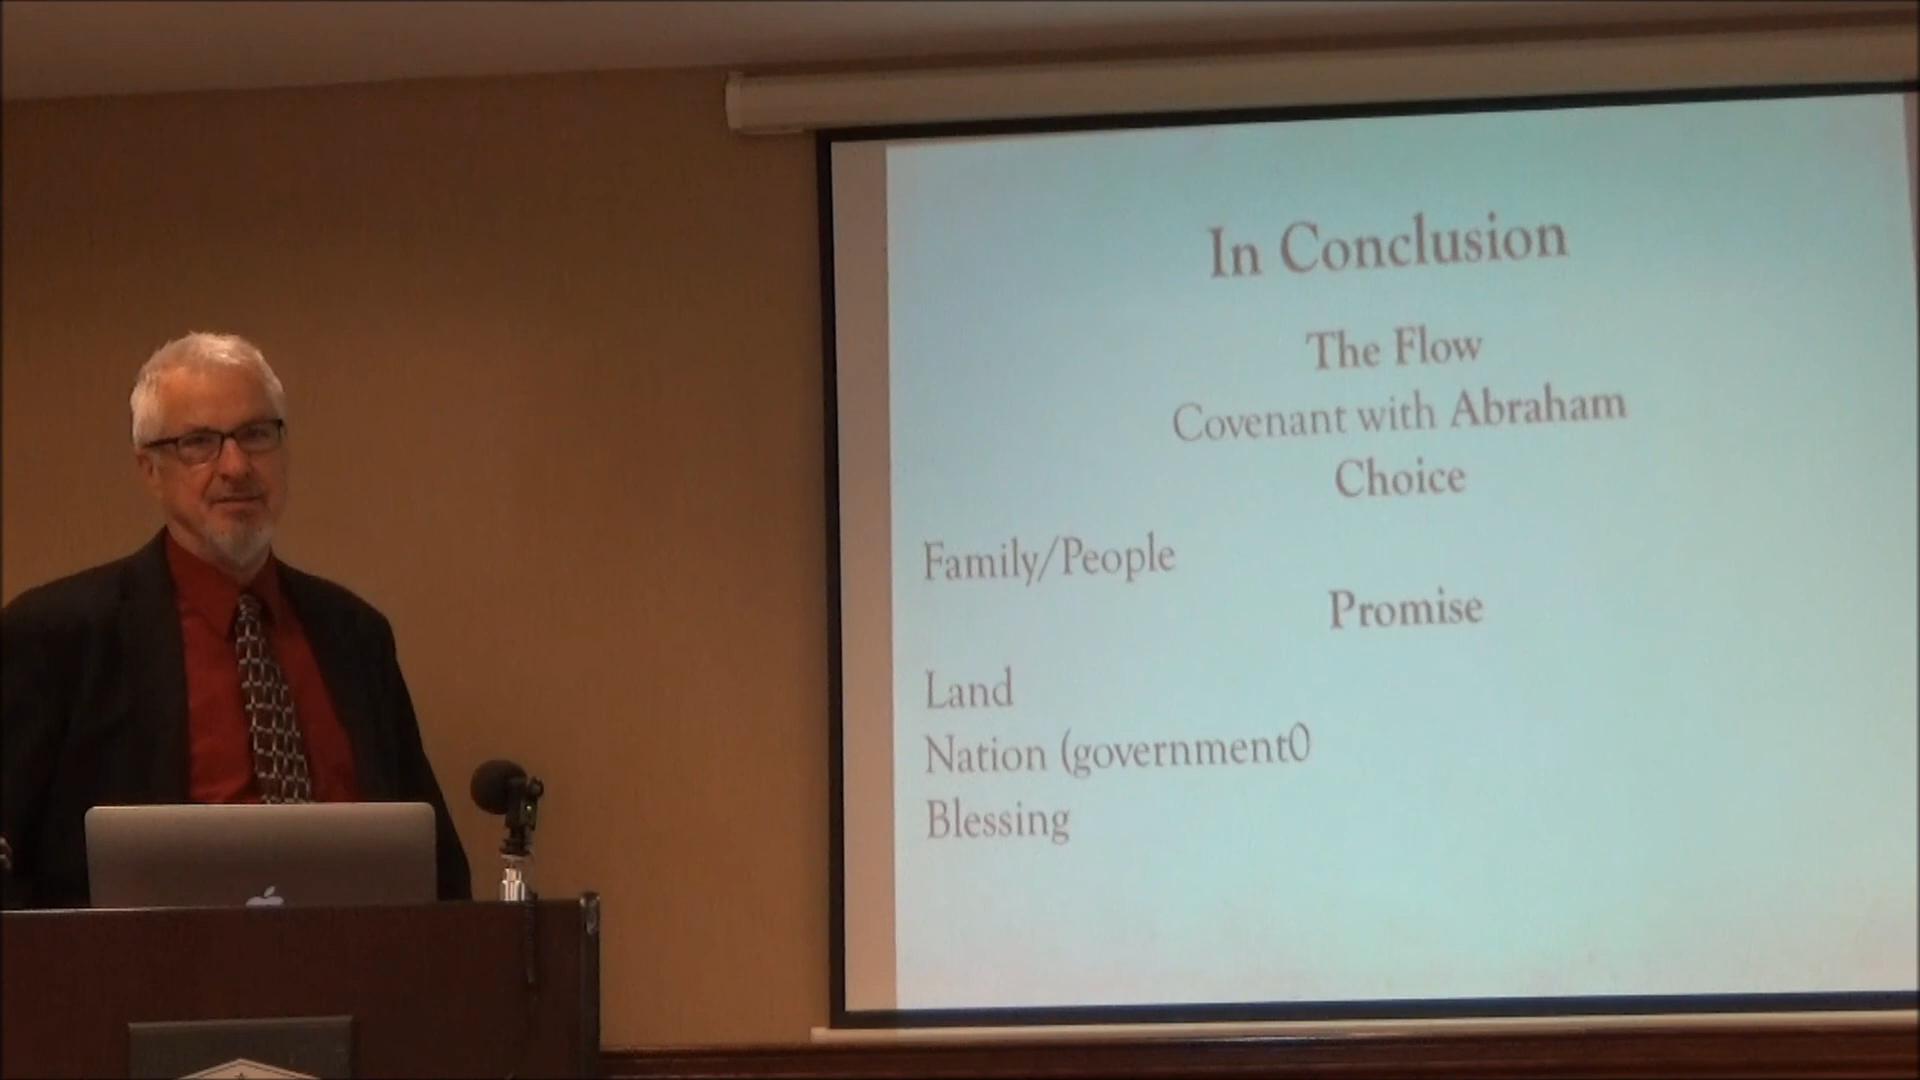 In Conclusion
The Flow
Covenant with Abraham
Choice
Family/People
Promise
Land
Nation (government0
Blessing